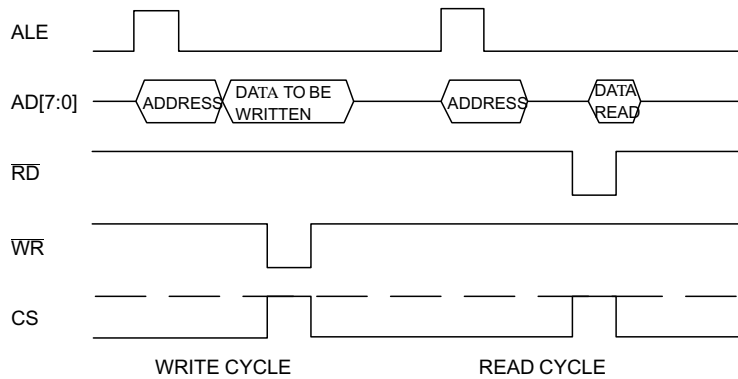 ALE
AD[7:0]
ADDRESS
DATA TO BE
WRITTEN
ADDRESS
DATA
READ
RD
WR
CS
WRITE CYCLE
READ CYCLE